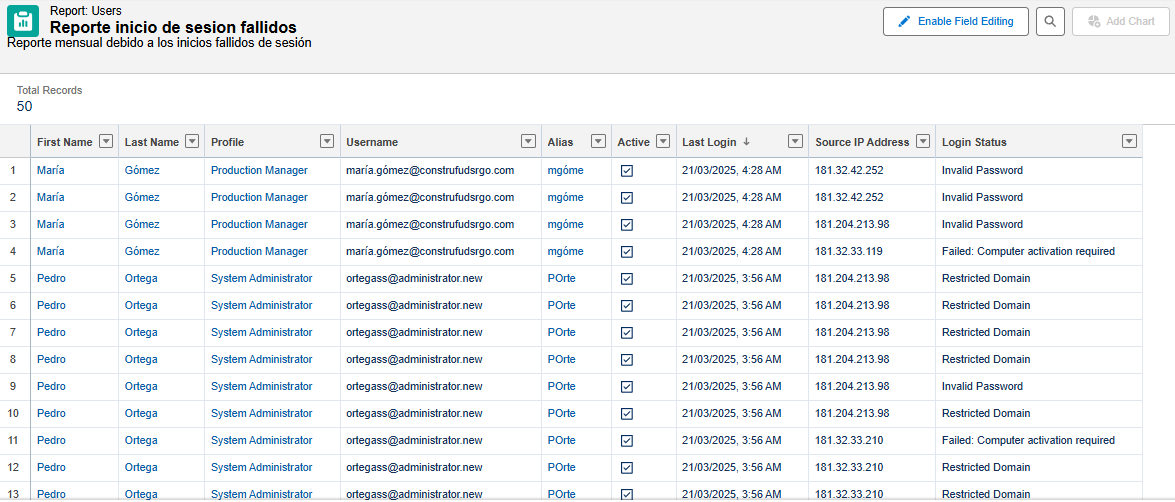 Report: Users
Reporte inicio de sesion fallidos
Reporte mensual debido a los inicios fallidos de sesión
Enable Field Editing
Add Chart
Total Records
50
First Name Last Name Profile Username Alias Active Last Login ↓ Source IP Address Login Status
1 María Gómez Production Manager maría.gómez@construfudsrgo.com mgóme 21/03/2025, 4:28 AM 181.32.42.252 Invalid Password
2 María Gómez Production Manager maría.gómez@construfudsrgo.com mgóme 21/03/2025, 4:28 AM 181.32.42.252 Invalid Password
3 María Gómez Production Manager maría.gómez@construfudsrgo.com mgóme 21/03/2025, 4:28 AM 181.204.213.98 Invalid Password
4 María Gómez Production Manager maría.gómez@construfudsrgo.com mgóme 21/03/2025, 4:28 AM 181.32.33.119 Failed: Computer activation required
5 Pedro Ortega System Administrator ortegass@administrator.new POrte 21/03/2025, 3:56 AM 181.204.213.98 Restricted Domain
6 Pedro Ortega System Administrator ortegass@administrator.new POrte 21/03/2025, 3:56 AM 181.204.213.98 Restricted Domain
7 Pedro Ortega System Administrator ortegass@administrator.new POrte 21/03/2025, 3:56 AM 181.204.213.98 Restricted Domain
8 Pedro Ortega System Administrator ortegass@administrator.new POrte 21/03/2025, 3:56 AM 181.204.213.98 Restricted Domain
9 Pedro Ortega System Administrator ortegass@administrator.new POrte 21/03/2025, 3:56 AM 181.204.213.98 Invalid Password
10 Pedro Ortega System Administrator ortegass@administrator.new POrte 21/03/2025, 3:56 AM 181.204.213.98 Restricted Domain
11 Pedro Ortega System Administrator ortegass@administrator.new POrte 21/03/2025, 3:56 AM 181.32.33.210 Failed: Computer activation required
12 Pedro Ortega System Administrator ortegass@administrator.new POrte 21/03/2025, 3:56 AM 181.32.33.210 Restricted Domain
13 Pedro Ortega System Administrator ortegass@administrator.new POrte 21/03/2025, 3:56 AM 181.32.33.210 Restricted Domain